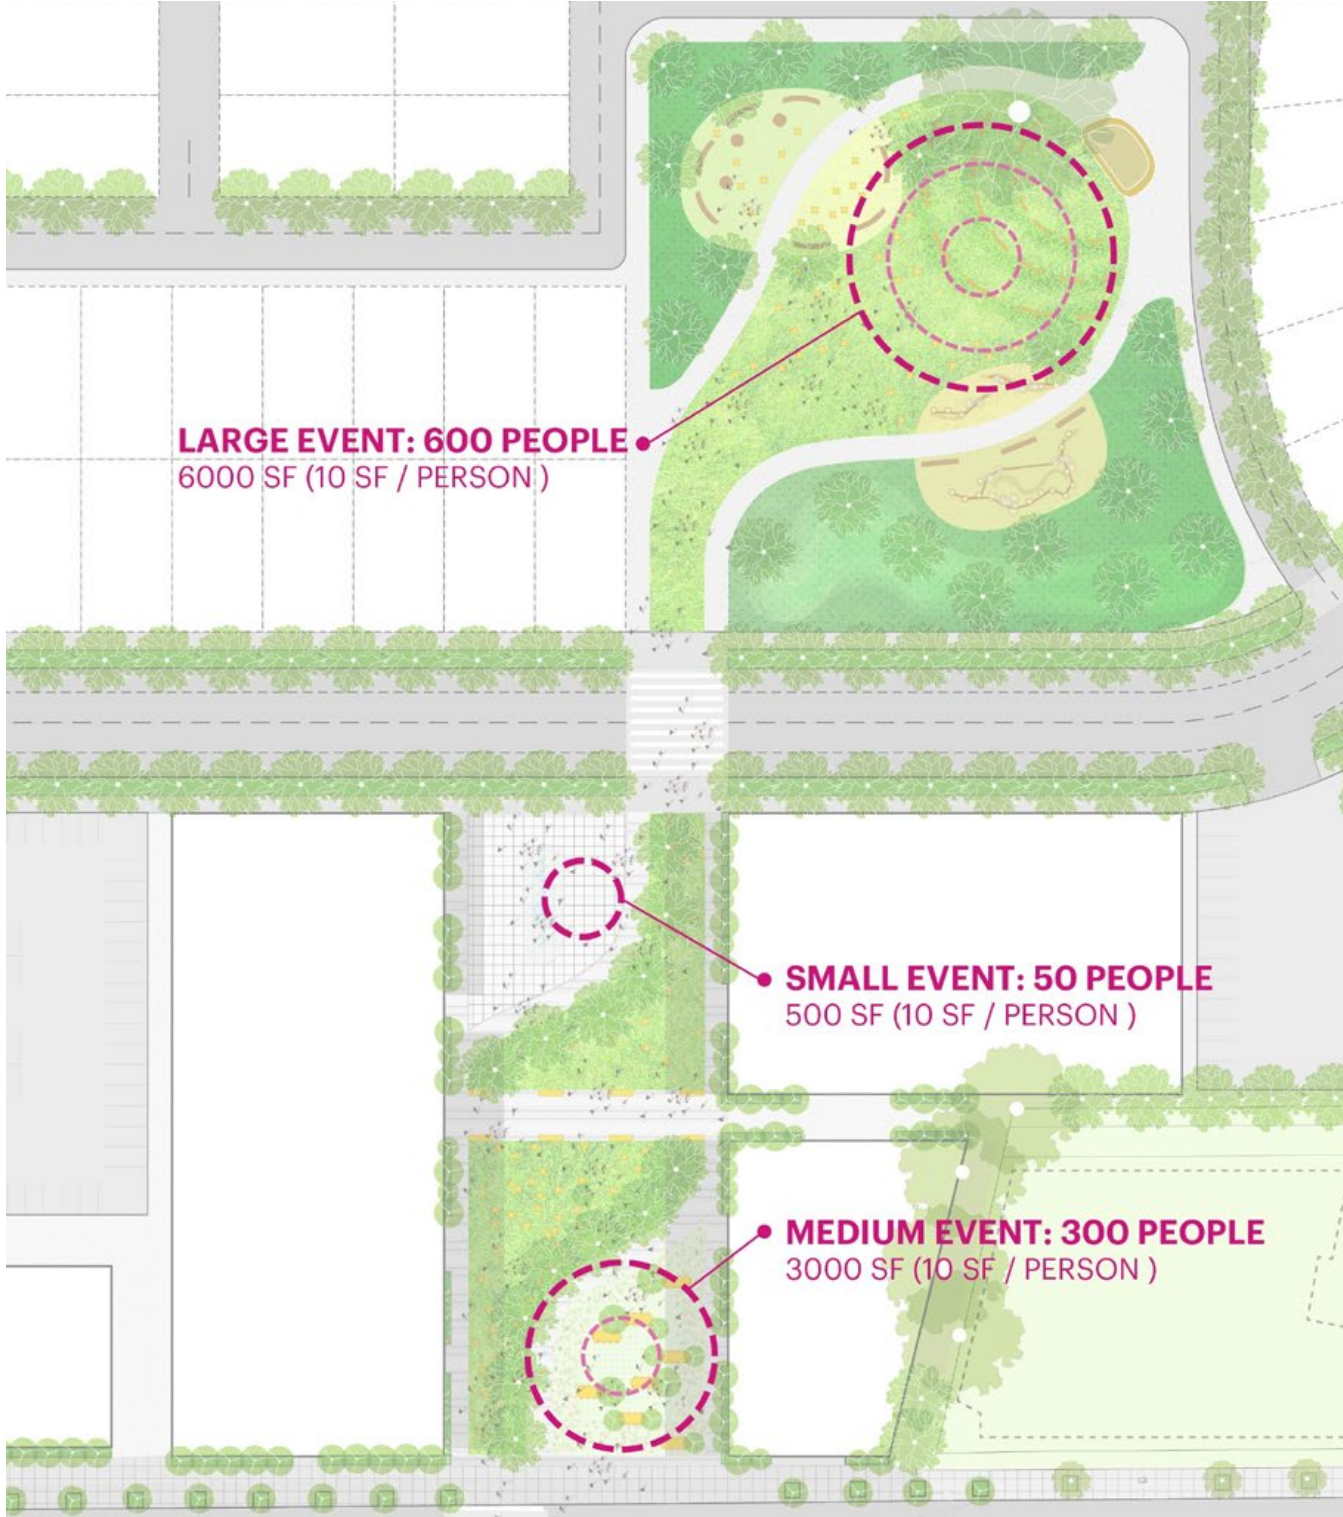 LARGE EVENT: 600 PEOPLE
6000 SF (10 SF / PERSON )
SMALL EVENT: 50 PEOPLE
500 SF (10 SF / PERSON )
MEDIUM EVENT: 300 PEOPLE
3000 SF (10 SF / PERSON )